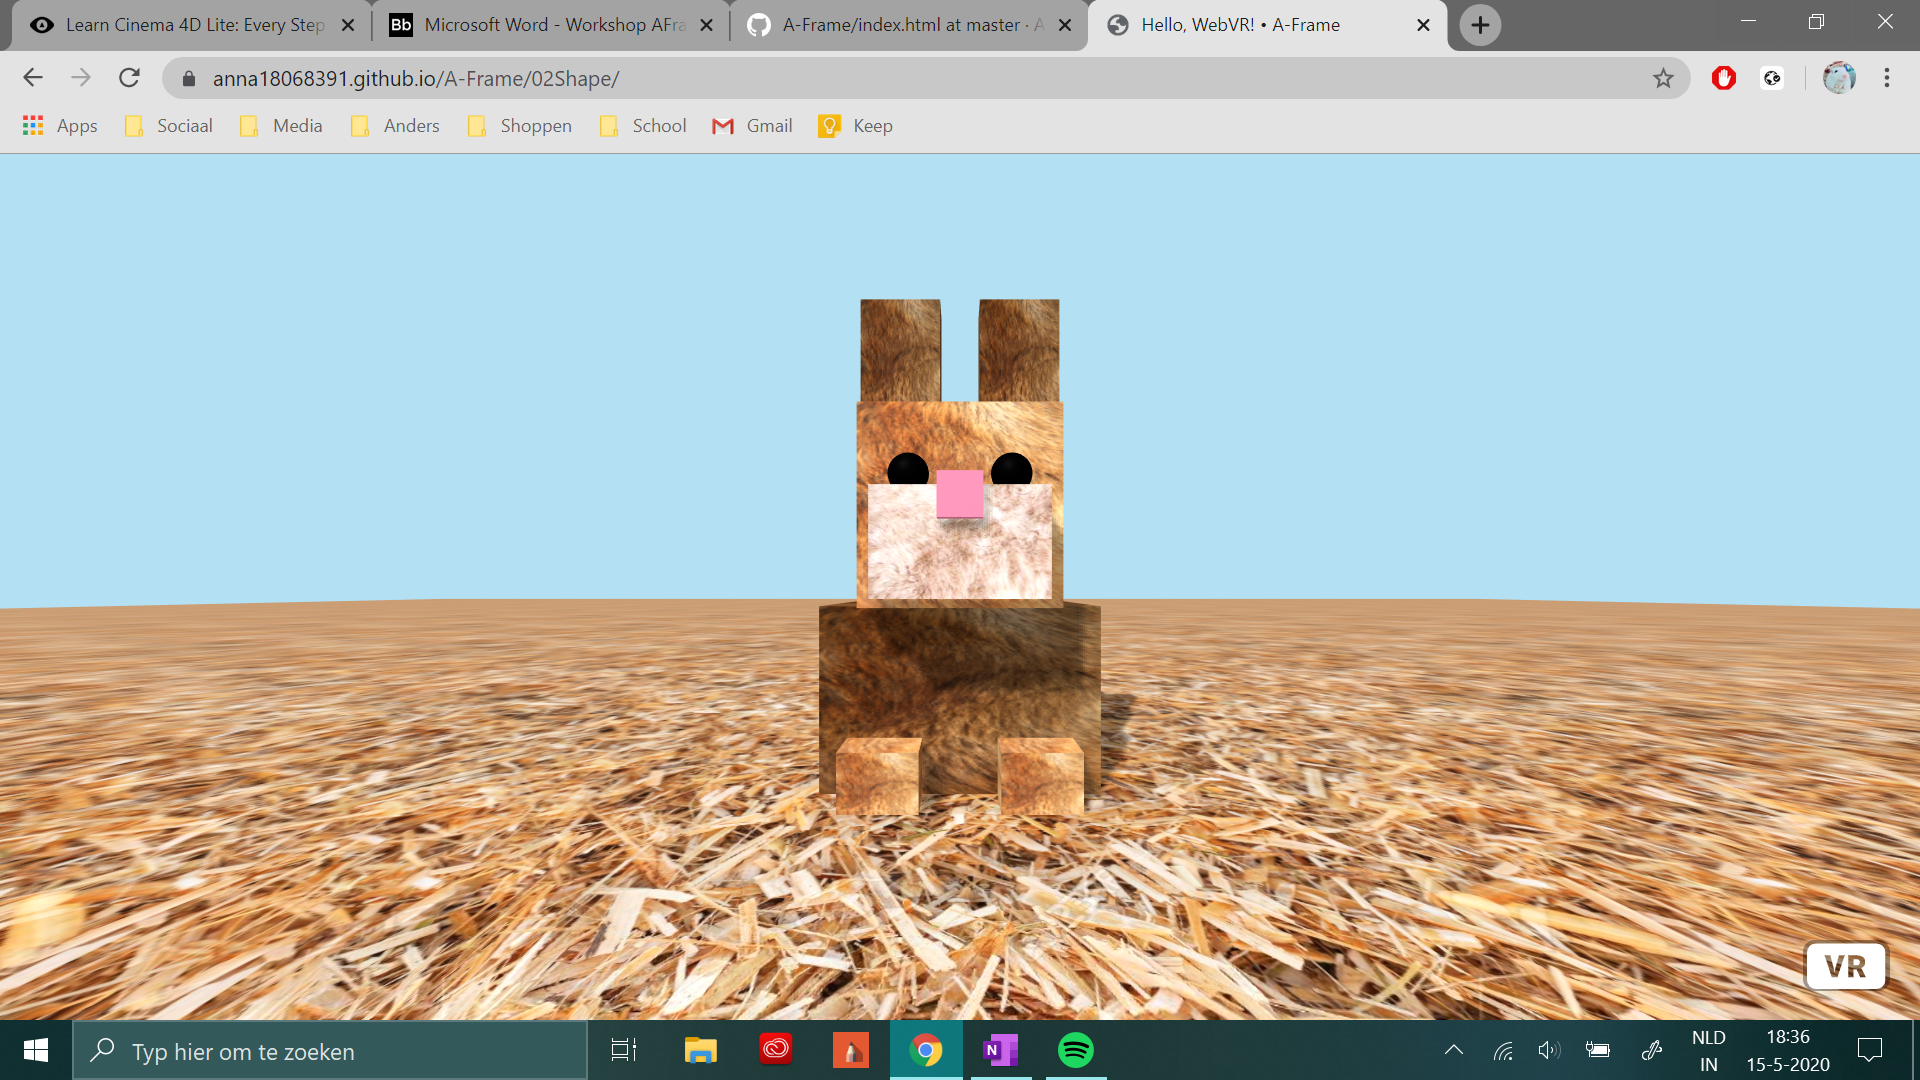 Learn Cinema 4D Lite: Every Step
Bb Microsoft Word - Workshop AFra
A-Frame/index.html at master · A
Hello, WebVR! • A-Frame
anna18068391.github.io/A-Frame/02Shape/
Apps Sociaal Media Anders Shoppen School Gmail Keep
VR
Typ hier om te zoeken
N
NLD
IN
18:36
15-5-2020